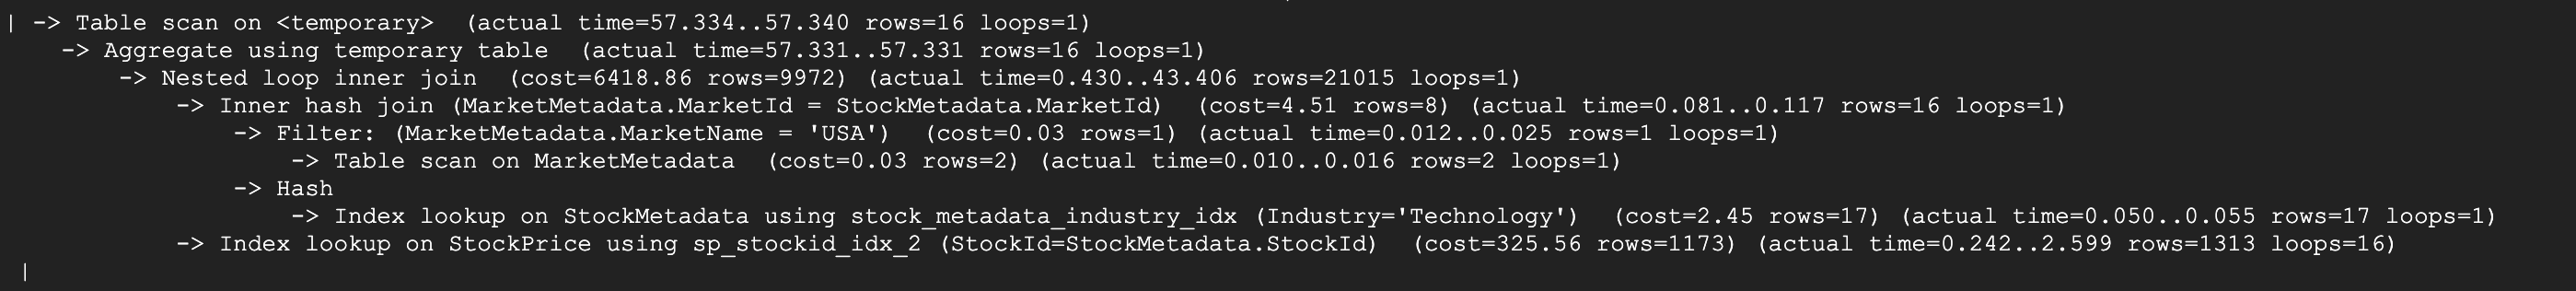 | -> Table scan on <temporary>  (actual time=57.334..57.340 rows=16 loops=1)
    -> Aggregate using temporary table  (actual time=57.331..57.331 rows=16 loops=1)
        -> Nested loop inner join  (cost=6418.86 rows=9972) (actual time=0.430..43.406 rows=21015 loops=1)
            -> Inner hash join (MarketMetadata.MarketId = StockMetadata.MarketId)  (cost=4.51 rows=8) (actual time=0.081..0.117 rows=16 loops=1)
                -> Filter: (MarketMetadata.MarketName = 'USA')  (cost=0.03 rows=1) (actual time=0.012..0.025 rows=1 loops=1)
                    -> Table scan on MarketMetadata  (cost=0.03 rows=2) (actual time=0.010..0.016 rows=2 loops=1)
                -> Hash
                    -> Index lookup on StockMetadata using stock_metadata_industry_idx (Industry='Technology')  (cost=2.45 rows=17) (actual time=0.050..0.055 rows=17 loops=1)
            -> Index lookup on StockPrice using sp_stockid_idx_2 (StockId=StockMetadata.StockId)  (cost=325.56 rows=1173) (actual time=0.242..2.599 rows=1313 loops=16)
 |